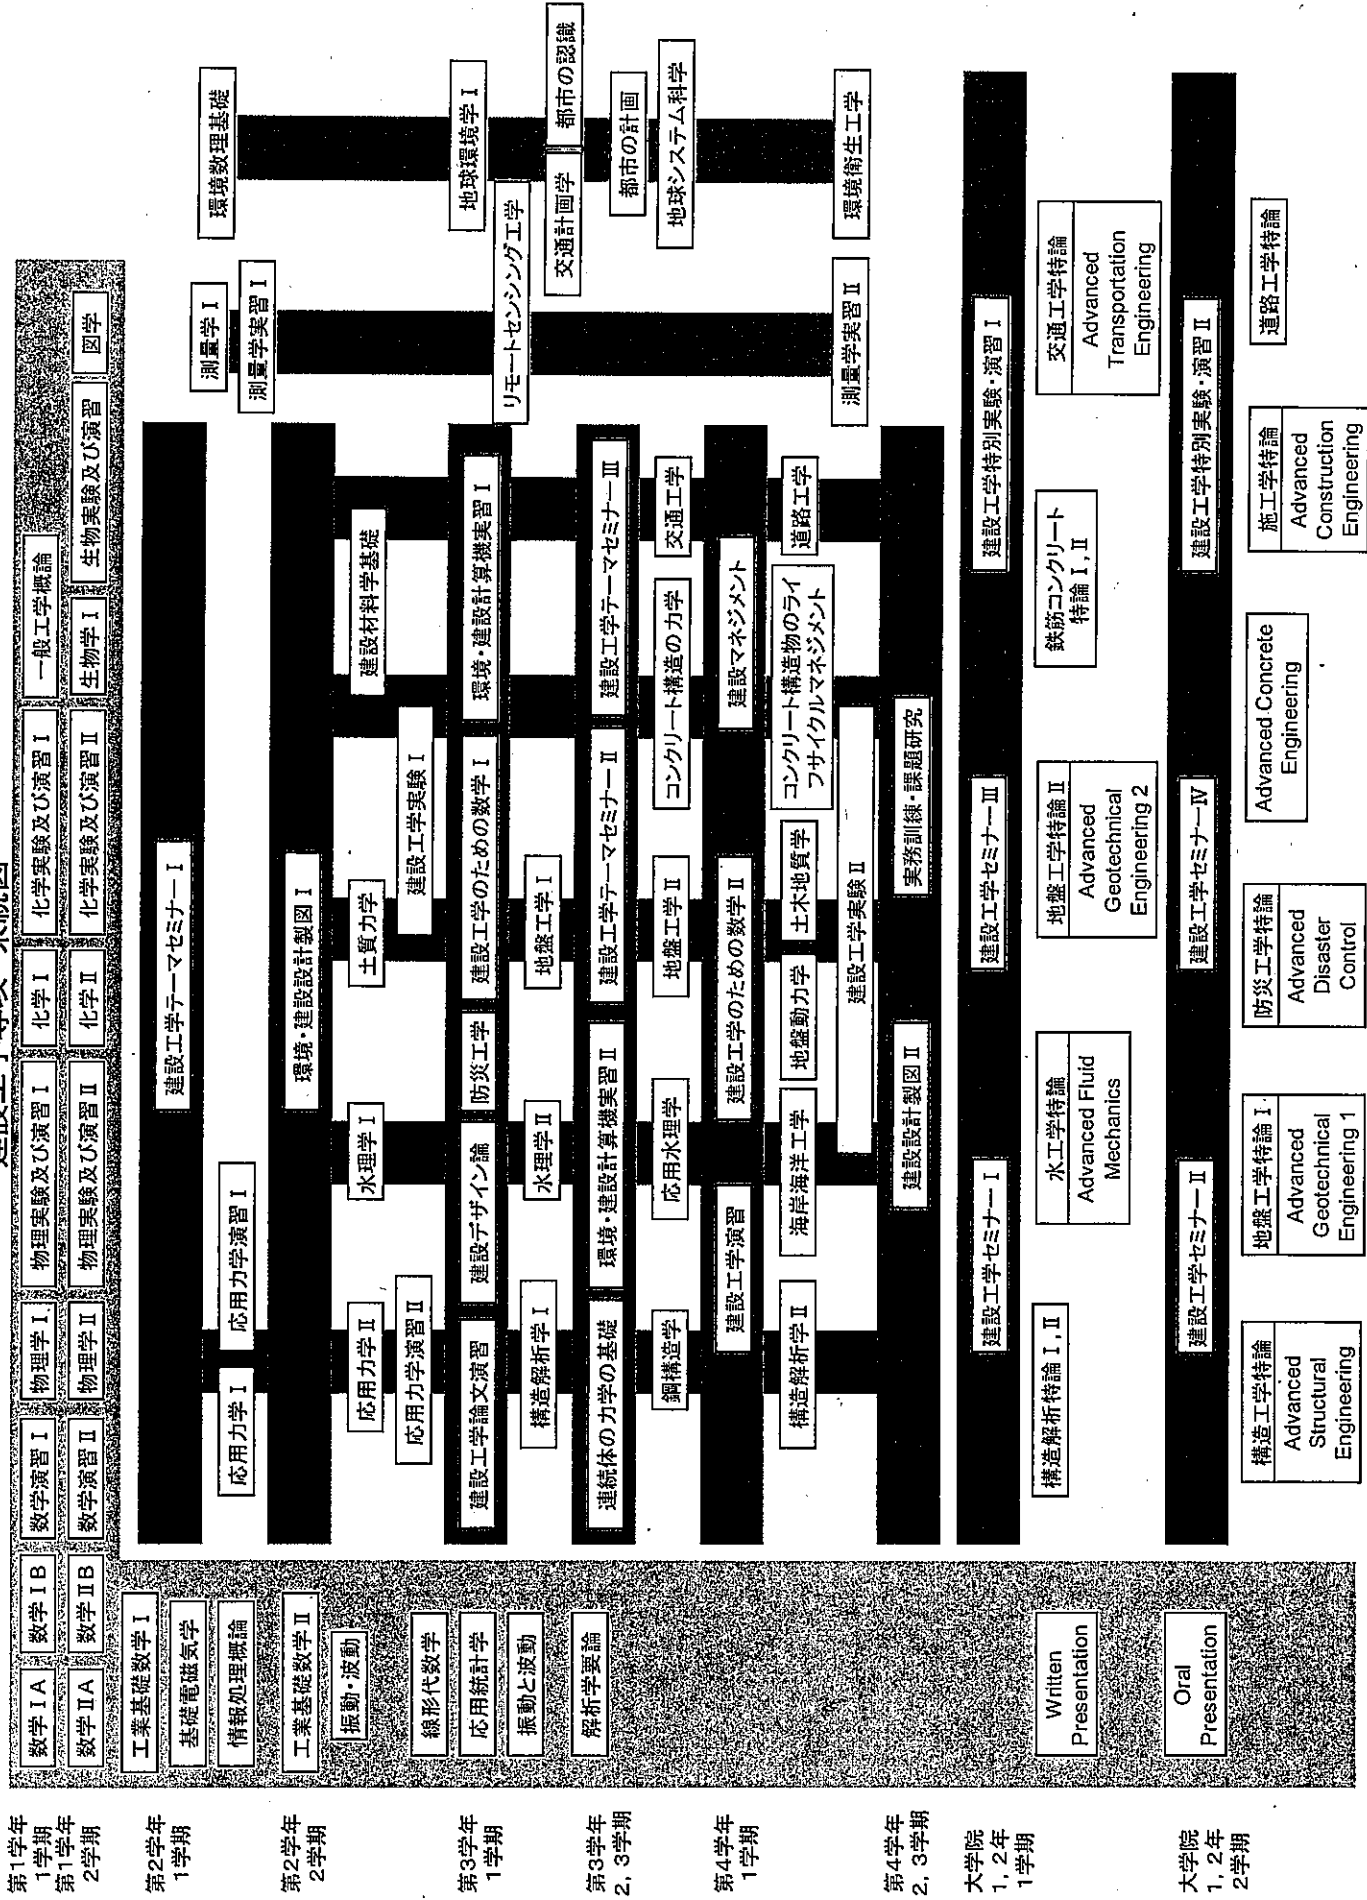 第1学年
1学期
数学ⅠA
数学ⅠB
数学演習Ⅰ
物理学Ⅰ
物理実験及び演習Ⅰ
化学Ⅰ
化学実験及び演習Ⅰ
一般工学概論
第1学年
2学期
数学ⅡA
数学ⅡB
数学演習Ⅱ
物理学Ⅱ
物理実験及び演習Ⅱ
化学Ⅱ
化学実験及び演習Ⅱ
生物学Ⅰ
生物実験及び演習
図学
第2学年
1学期
工業基礎数学Ⅰ
基礎電磁気学
情報処理概論
建設工学テーマセミナーⅠ
応用力学Ⅰ
応用力学演習Ⅰ
測量学Ⅰ
測量学実習Ⅰ
環境数理基礎
第2学年
2学期
工業基礎数学Ⅱ
振動・波動
環境・建設設計製図Ⅰ
応用力学Ⅱ
水理学Ⅰ
土質力学
建設材料学基礎
応用力学演習Ⅱ
建設工学実験Ⅰ
第3学年
1学期
線形代数学
応用統計学
振動と波動
建設工学論文演習
建設デザイン論
防災工学
建設工学のための数学Ⅰ
環境・建設計算機実習Ⅰ
地球環境学Ⅰ
構造解析学Ⅰ
水理学Ⅱ
地盤工学Ⅰ
リモートセンシング工学
第3学年
2, 3学期
解析学要論
連続体の力学の基礎
環境・建設計算機実習Ⅱ
建設工学テーマセミナーⅡ
建設工学テーマセミナーⅢ
交通計画学
都市の認識
都市の計画
鋼構造学
応用水理学
地盤工学Ⅱ
コンクリート構造の力学
交通工学
地球システム科学
第4学年
1学期
建設工学演習
建設工学のための数学Ⅱ
建設マネジメント
構造解析学Ⅱ
海岸海洋工学
地盤動力学
土木地質学
コンクリート構造物のライ
フサイクルマネジメント
道路工学
建設工学実験Ⅱ
測量学実習Ⅱ
環境衛生工学
第4学年
2, 3学期
建設設計製図Ⅱ
実務訓練・課題研究
大学院
1, 2年
1学期
建設工学セミナーⅠ
建設工学セミナーⅢ
建設工学特別実験・演習Ⅰ
Written
Presentation
構造解析特論Ⅰ,Ⅱ
水工学特論
Advanced Fluid
Mechanics
地盤工学特論Ⅱ
Advanced
Geotechnical
Engineering 2
鉄筋コンクリート
特論Ⅰ,Ⅱ
交通工学特論
Advanced
Transportation
Engineering
大学院
1, 2年
2学期
建設工学セミナーⅡ
建設工学セミナーⅣ
建設工学特別実験・演習Ⅱ
Oral
Presentation
構造工学特論
Advanced
Structural
Engineering
地盤工学特論Ⅰ
Advanced
Geotechnical
Engineering 1
防災工学特論
Advanced
Disaster
Control
Advanced Concrete
Engineering
施工学特論
Advanced
Construction
Engineering
道路工学特論